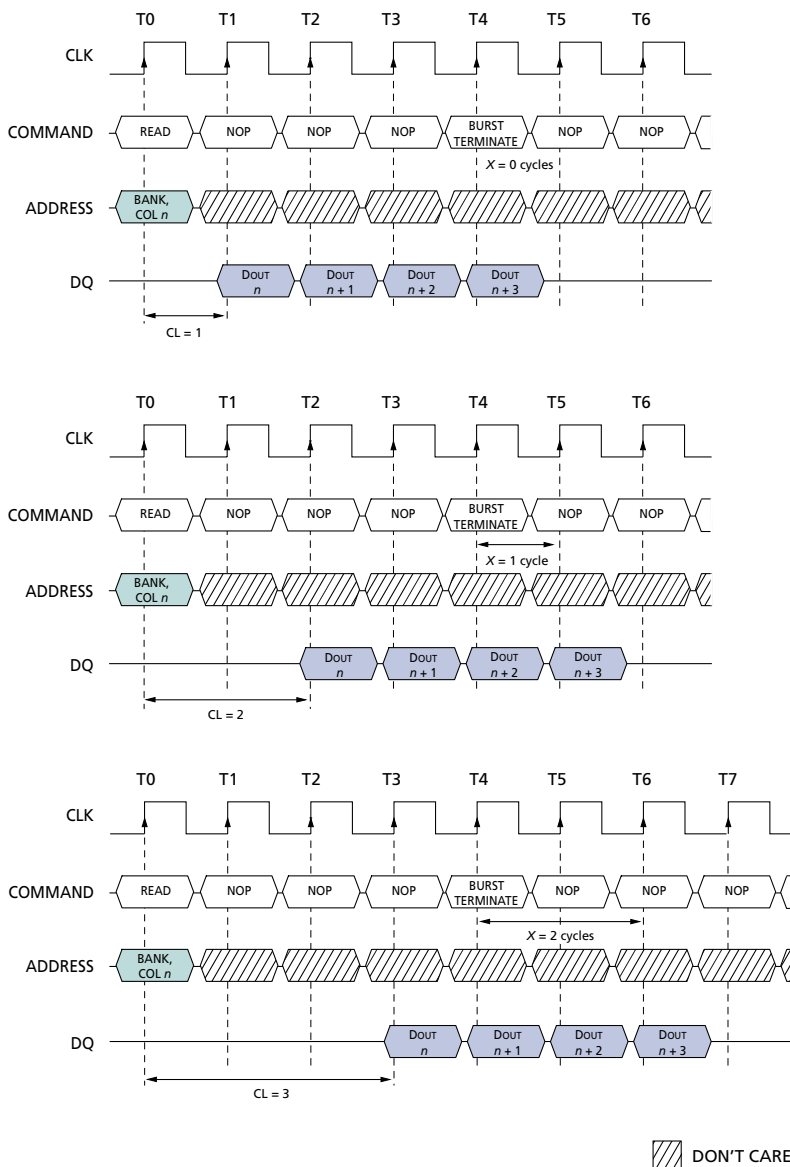 T0 T1 T2 T3 T4 T5 T6
CLK
COMMAND READ NOP NOP NOP BURST TERMINATE NOP NOP
X = 0 cycles
ADDRESS BANK, COL n
DQ DOUT n DOUT n + 1 DOUT n + 2 DOUT n + 3
CL = 1
T0 T1 T2 T3 T4 T5 T6
CLK
COMMAND READ NOP NOP NOP BURST TERMINATE NOP NOP
X = 1 cycle
ADDRESS BANK, COL n
DQ DOUT n DOUT n + 1 DOUT n + 2 DOUT n + 3
CL = 2
T0 T1 T2 T3 T4 T5 T6 T7
CLK
COMMAND READ NOP NOP NOP BURST TERMINATE NOP NOP NOP
X = 2 cycles
ADDRESS BANK, COL n
DQ DOUT n DOUT n + 1 DOUT n + 2 DOUT n + 3
CL = 3
DON'T CARE